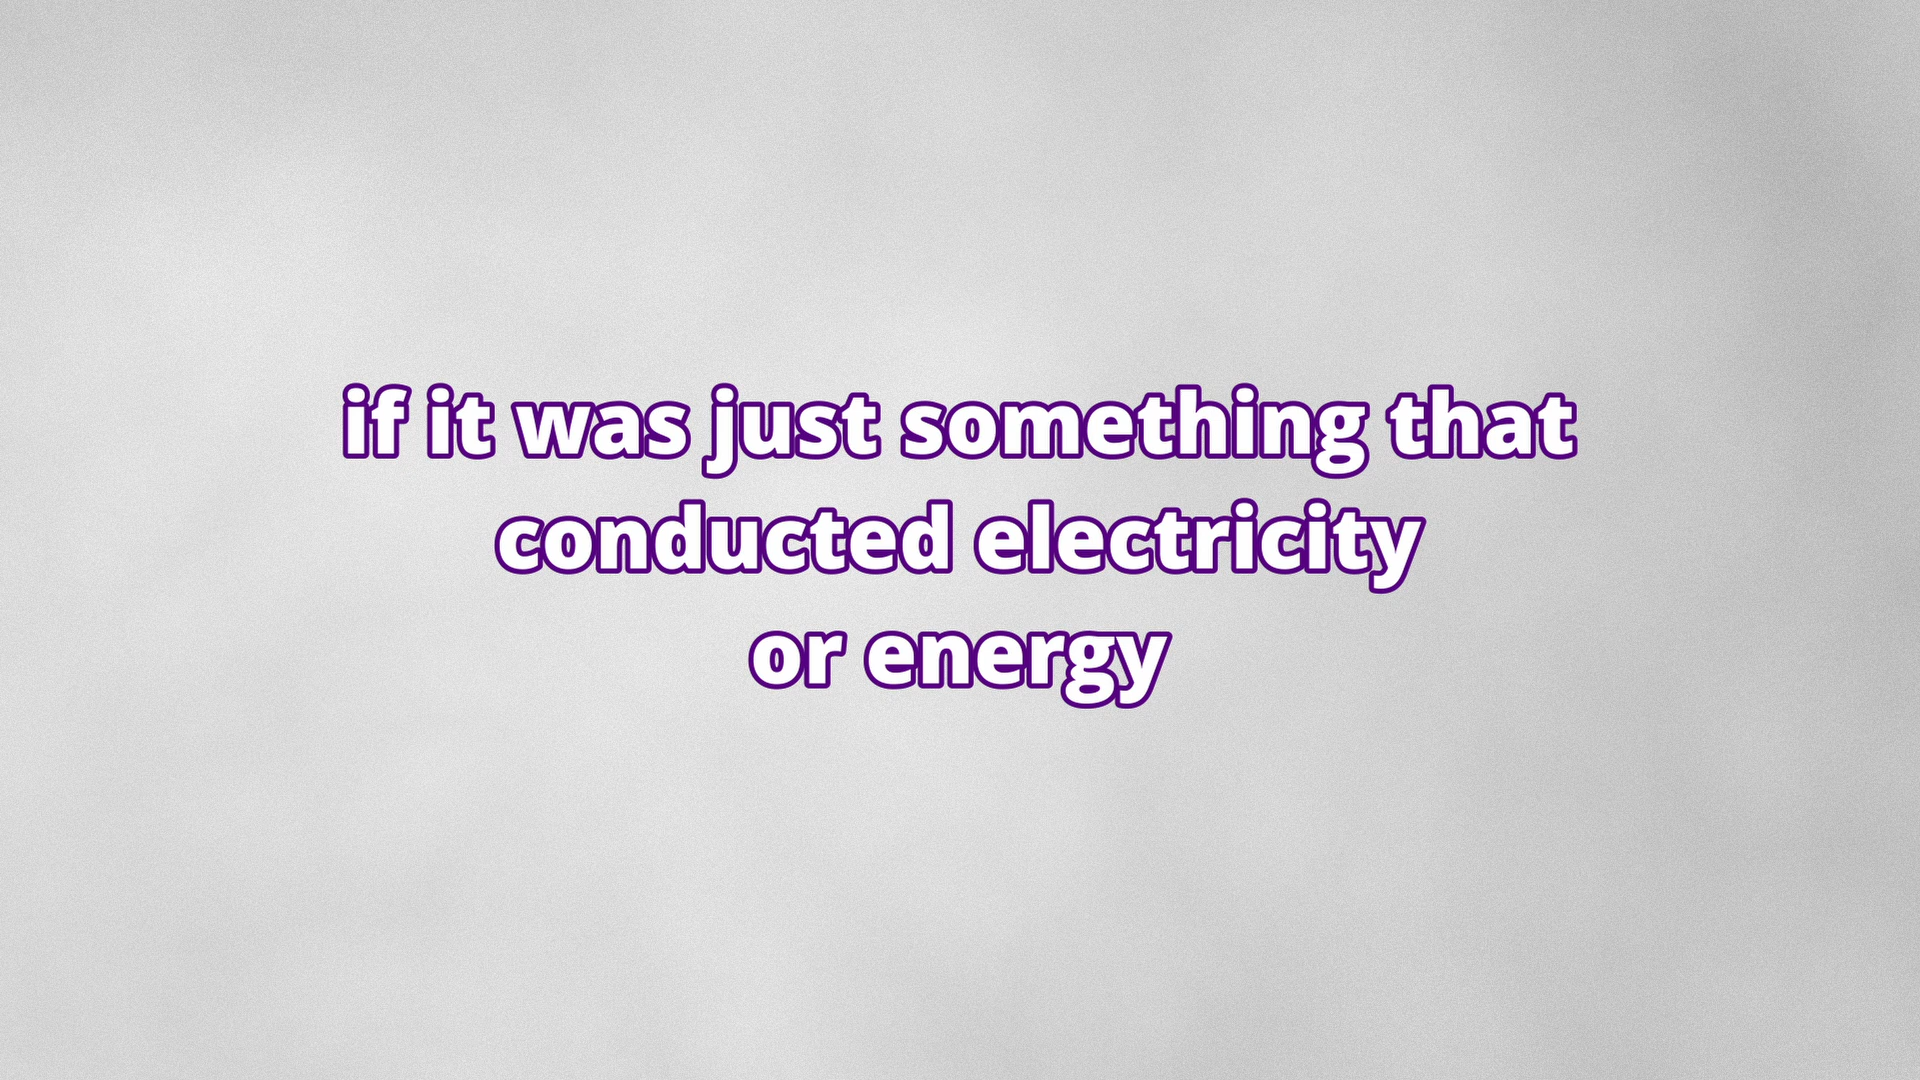 if it was just something that
conducted electricity
or energy